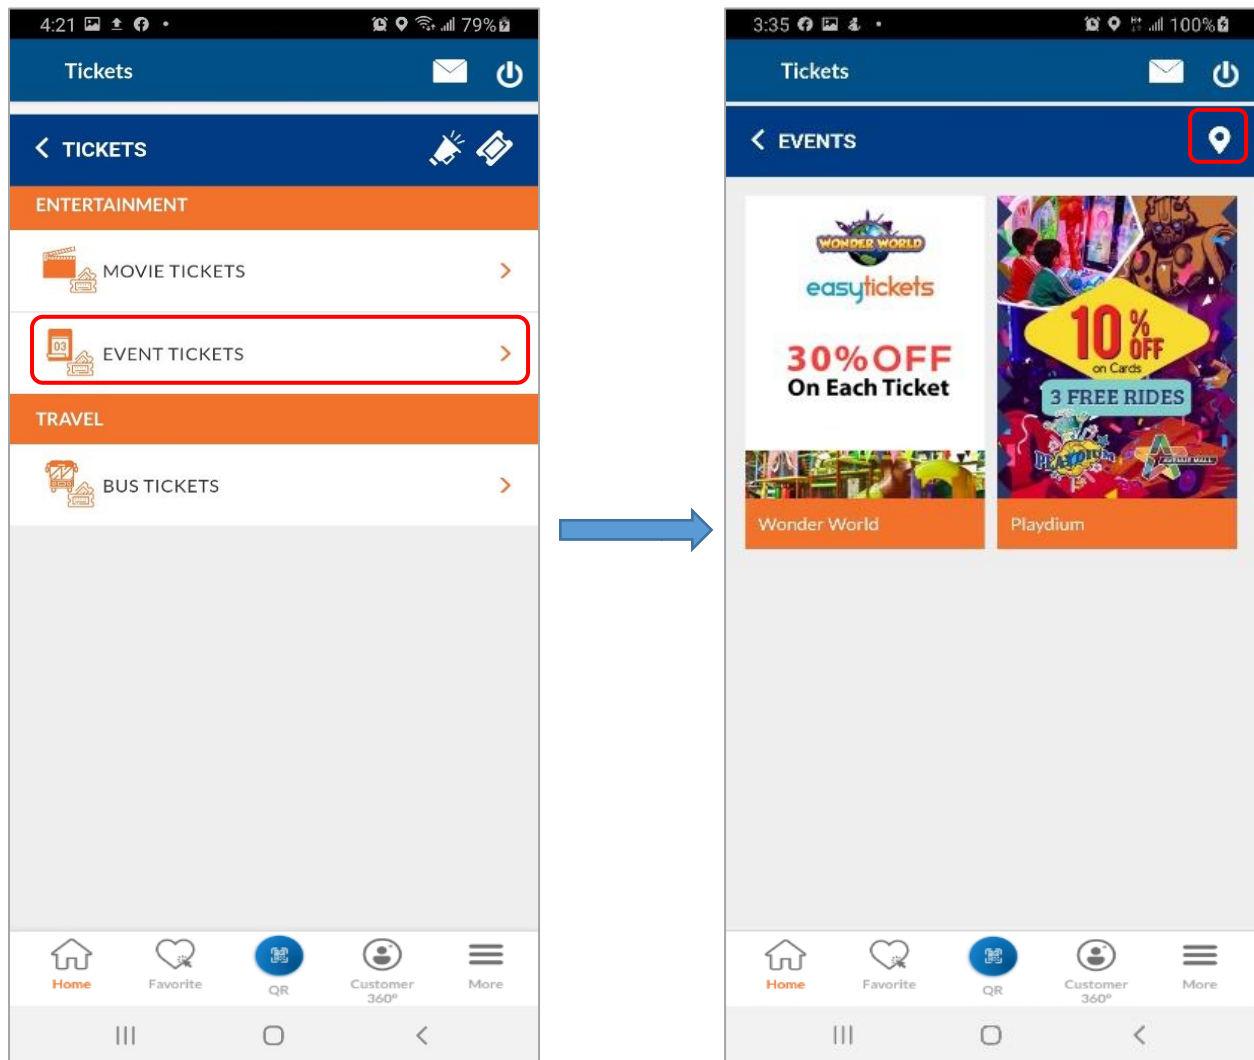 4:21
79%
Tickets
TICKETS
ENTERTAINMENT
MOVIE TICKETS
03
EVENT TICKETS
TRAVEL
BUS TICKETS
Home
Favorite
QR
Customer
360°
More
3:35
100%
Tickets
EVENTS
WONDER WORLD
easytickets
30% OFF
On Each Ticket
Wonder World
10% OFF
on Cards
3 FREE RIDES
PLAYDIUM
Playdium
Home
Favorite
QR
Customer
360°
More